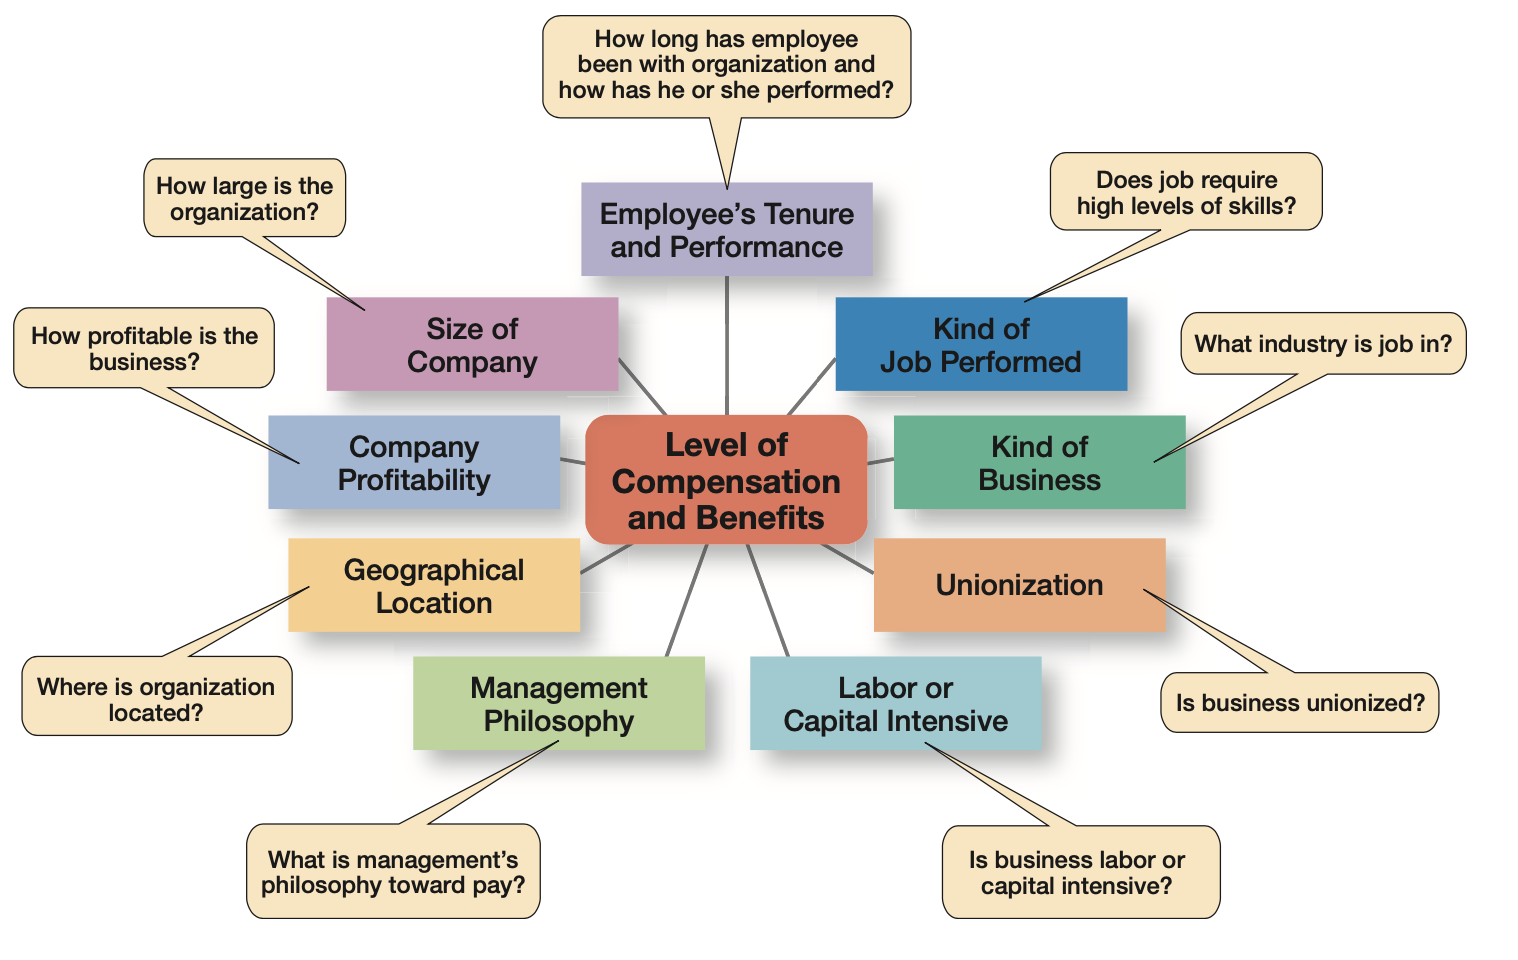 How long has employee
been with organization and
how has he or she performed?
Employee’s Tenure
and Performance
How large is the
organization?
Size of
Company
Does job require
high levels of skills?
Kind of
Job Performed
How profitable is the
business?
Company
Profitability
What industry is job in?
Kind of
Business
Level of
Compensation
and Benefits
Geographical
Location
Where is organization
located?
Unionization
Is business unionized?
Management
Philosophy
What is management’s
philosophy toward pay?
Labor or
Capital Intensive
Is business labor or
capital intensive?